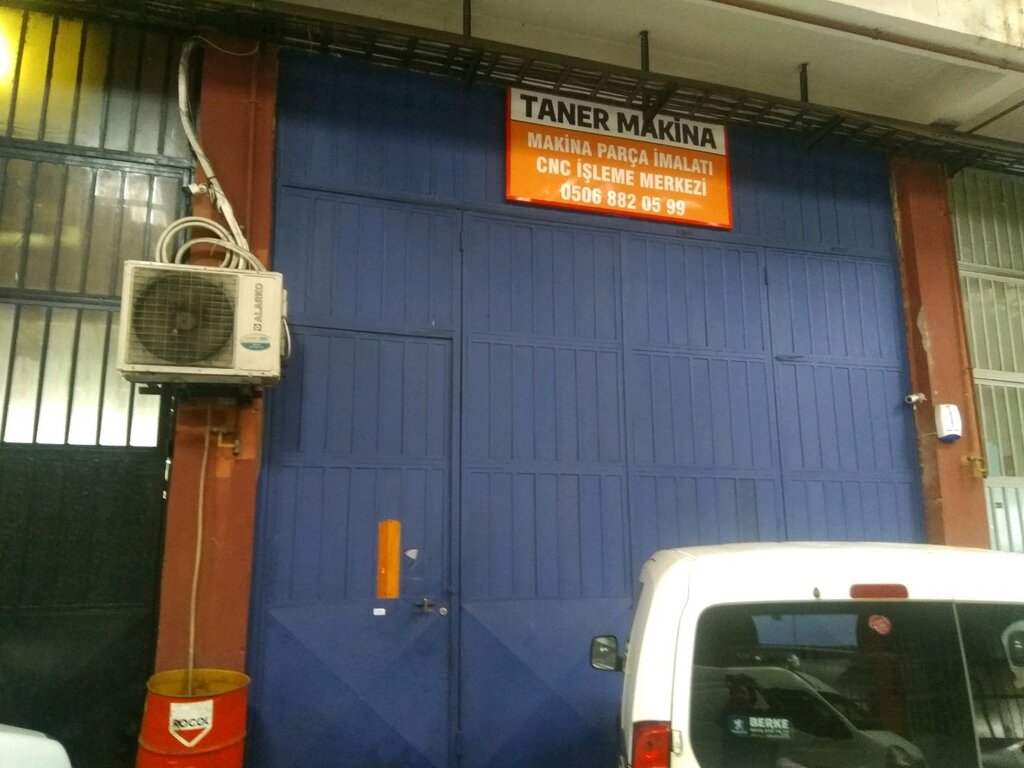 TANER MAKİNA
MAKİNA PARÇA İMALATI
CNC İŞLEME MERKEZİ
0506 882 05 99
ALARKO
ROCOL
BERKE